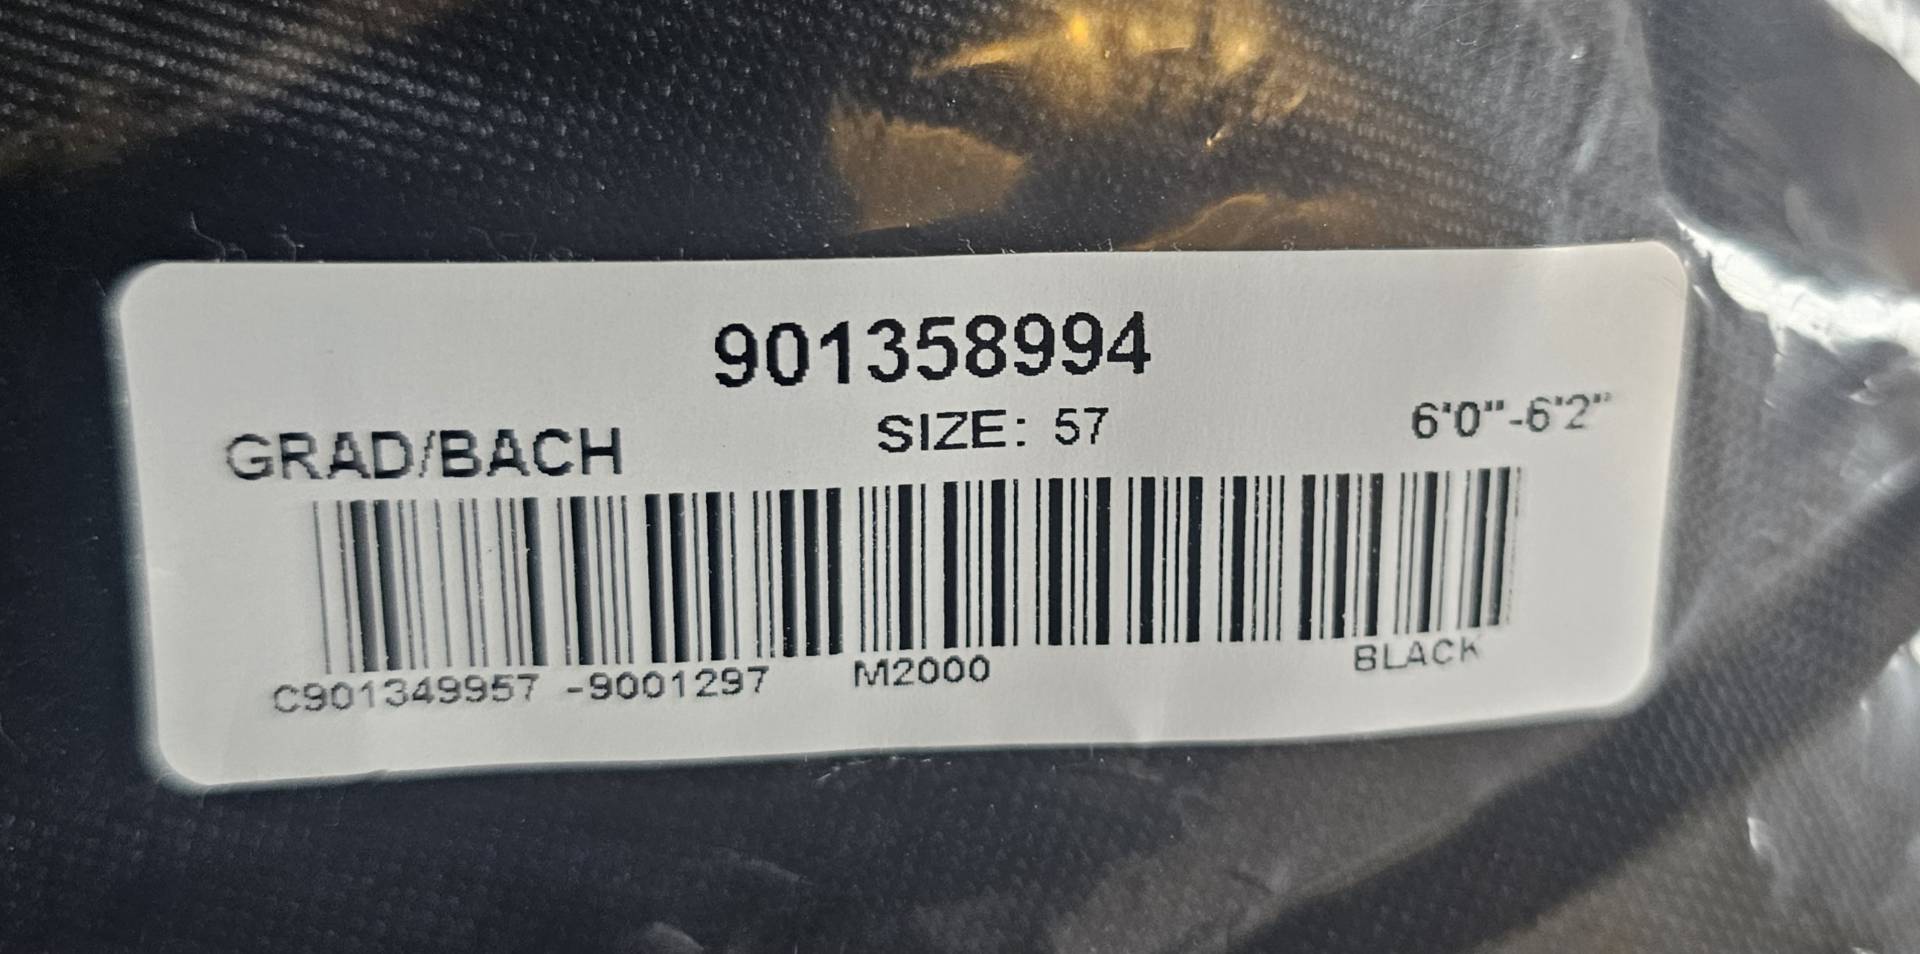 901358994
GRAD/BACH SIZE: 57 6'0"-6'2"
C901349957 -9001297 M2000 BLACK